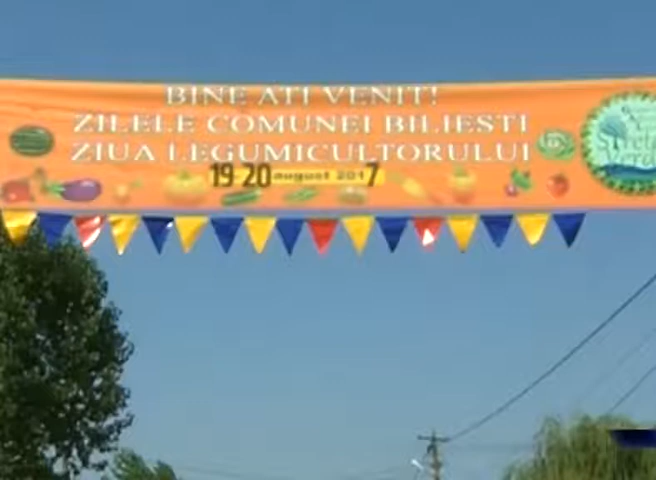 BINE ATI VENIT!
ZILELE COMUNEI BILIESTI
ZIUA LEGUMICULTORULUI
19-20 august 2017